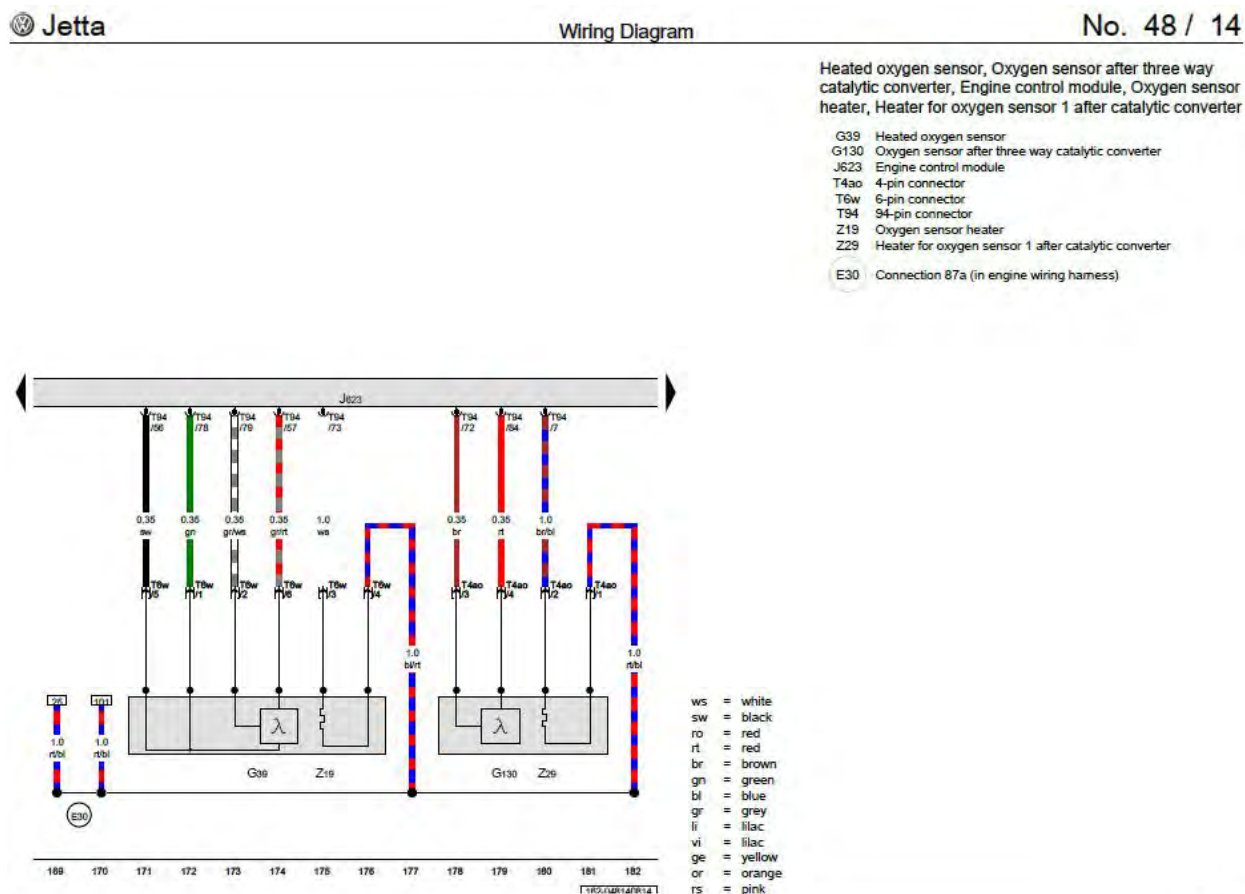 Jetta
Wiring Diagram
No. 48 / 14
Heated oxygen sensor, Oxygen sensor after three way
catalytic converter, Engine control module, Oxygen sensor
heater, Heater for oxygen sensor 1 after catalytic converter
G39 Heated oxygen sensor
G130 Oxygen sensor after three way catalytic converter
J623 Engine control module
T4ao 4-pin connector
T6w 6-pin connector
T94 94-pin connector
Z19 Oxygen sensor heater
Z29 Heater for oxygen sensor 1 after catalytic converter
E30 Connection 87a (in engine wiring harness)
J623
T94 T94 T94 T94 T94 T94 T94 T94
/56 /78 /79 /57 /73 /72 /84 /7
0.35 0.35 0.35 0.35 1.0 0.35 0.35 1.0
sw gn gr/ws gr/rt ws br rt br/bl
T6w T6w T6w T6w T6w T6w T4ao T4ao T4ao T4ao
/5 /1 /2 /6 /3 /4 /3 /4 /2 /1
1.0 1.0
bl/rt rt/bl
26 101
1.0 1.0
rt/bl rt/bl
λ λ
G39 Z19 G130 Z29
E30
169 170 171 172 173 174 175 176 177 178 179 180 181 182
162-048140814
ws = white
sw = black
ro = red
rt = red
br = brown
gn = green
bl = blue
gr = grey
li = lilac
vi = lilac
ge = yellow
or = orange
rs = pink